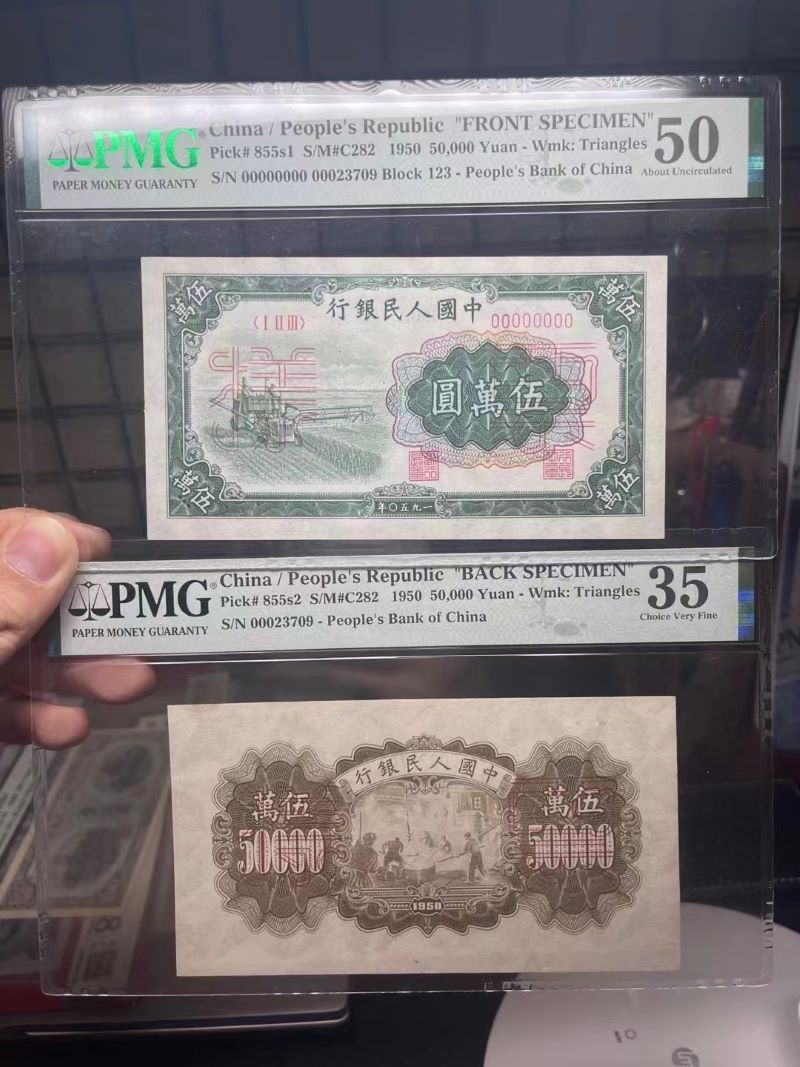 PMG
PAPER MONEY GUARANTY
China / People's Republic "FRONT SPECIMEN"
Pick# 855s1 S/M#C282 1950 50,000 Yuan - Wmk: Triangles
S/N 00000000 00023709 Block 123 - People's Bank of China
50
About Uncirculated
伍萬
伍萬
中國人民銀行
〈I II III〉
00000000
伍萬圓
伍萬
伍萬
一九五〇年
PMG
PAPER MONEY GUARANTY
China / People's Republic "BACK SPECIMEN"
Pick# 855s2 S/M#C282 1950 50,000 Yuan - Wmk: Triangles
S/N 00023709 - People's Bank of China
35
Choice Very Fine
中國人民銀行
伍萬
50000
伍萬
50000
1950